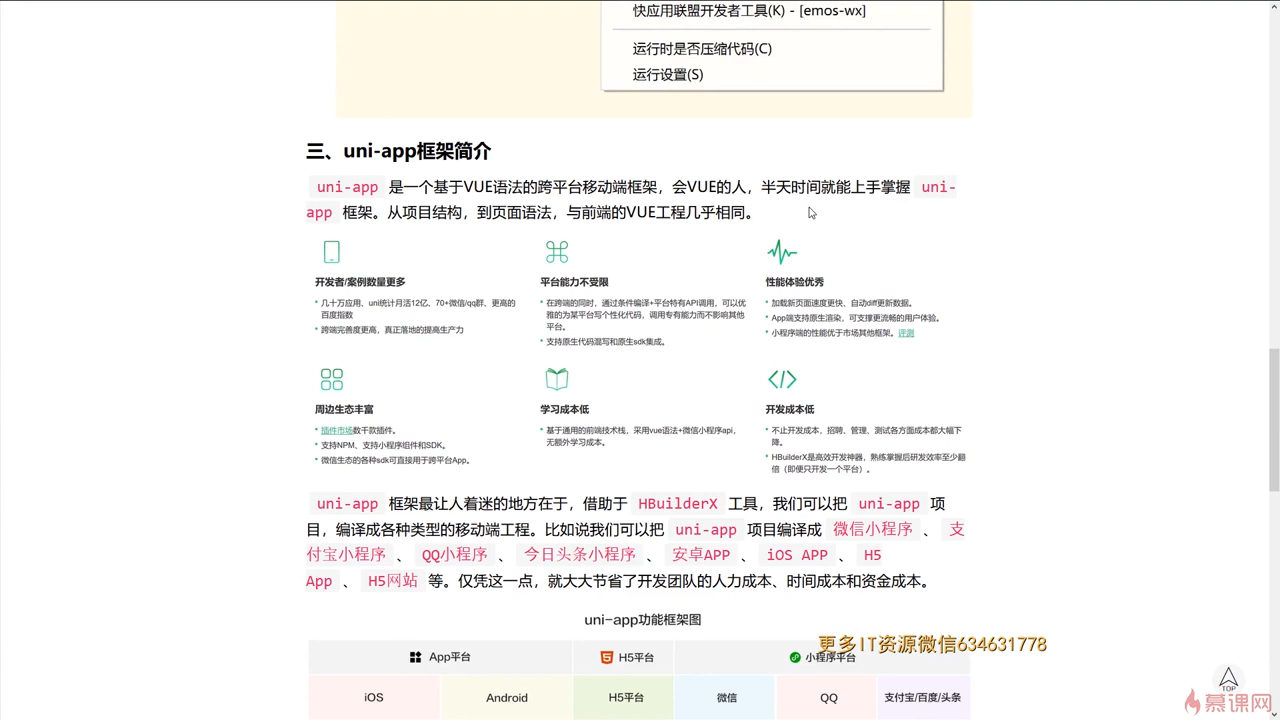 快应用联盟开发者工具(K) - [emos-wx]
运行时是否压缩代码(C)
运行设置(S)
三、uni-app框架简介
uni-app 是一个基于VUE语法的跨平台移动端框架，会VUE的人，半天时间就能上手掌握 uni-
app 框架。从项目结构，到页面语法，与前端的VUE工程几乎相同。
开发者/案例数量更多
• 几十万应用、uni统计月活12亿、70+微信/qq群、更高的
百度指数
• 跨端完善度更高，真正落地的提高生产力
平台能力不受限
• 在跨端的同时，通过条件编译+平台特有API调用，可以优
雅的为某平台写个性化代码，调用专有能力而不影响其他
平台。
• 支持原生代码混写和原生sdk集成。
性能体验优秀
• 加载新页面速度更快、自动diff更新数据。
• App端支持原生渲染，可支撑更流畅的用户体验。
• 小程序端的性能优于市场其他框架。评测
周边生态丰富
• 插件市场数千款插件。
• 支持NPM、支持小程序组件和SDK。
• 微信生态的各种sdk可直接用于跨平台App。
学习成本低
• 基于通用的前端技术栈，采用vue语法+微信小程序api，
无额外学习成本。
开发成本低
• 不止开发成本，招聘、管理、测试各方面成本都大幅下
降。
• HBuilderX是高效开发神器，熟练掌握后研发效率至少翻
倍（即便只开发一个平台）。
uni-app 框架最让人着迷的地方在于，借助于 HBuilderX 工具，我们可以把 uni-app 项
目，编译成各种类型的移动端工程。比如说我们可以把 uni-app 项目编译成 微信小程序 、 支
付宝小程序 、 QQ小程序 、 今日头条小程序 、 安卓APP 、 iOS APP 、 H5
App 、 H5网站 等。仅凭这一点，就大大节省了开发团队的人力成本、时间成本和资金成本。
uni-app功能框架图
更多IT资源微信634631778
App平台 H5平台 小程序平台
iOS Android H5平台 微信 QQ 支付宝/百度/头条
TOP
慕课网